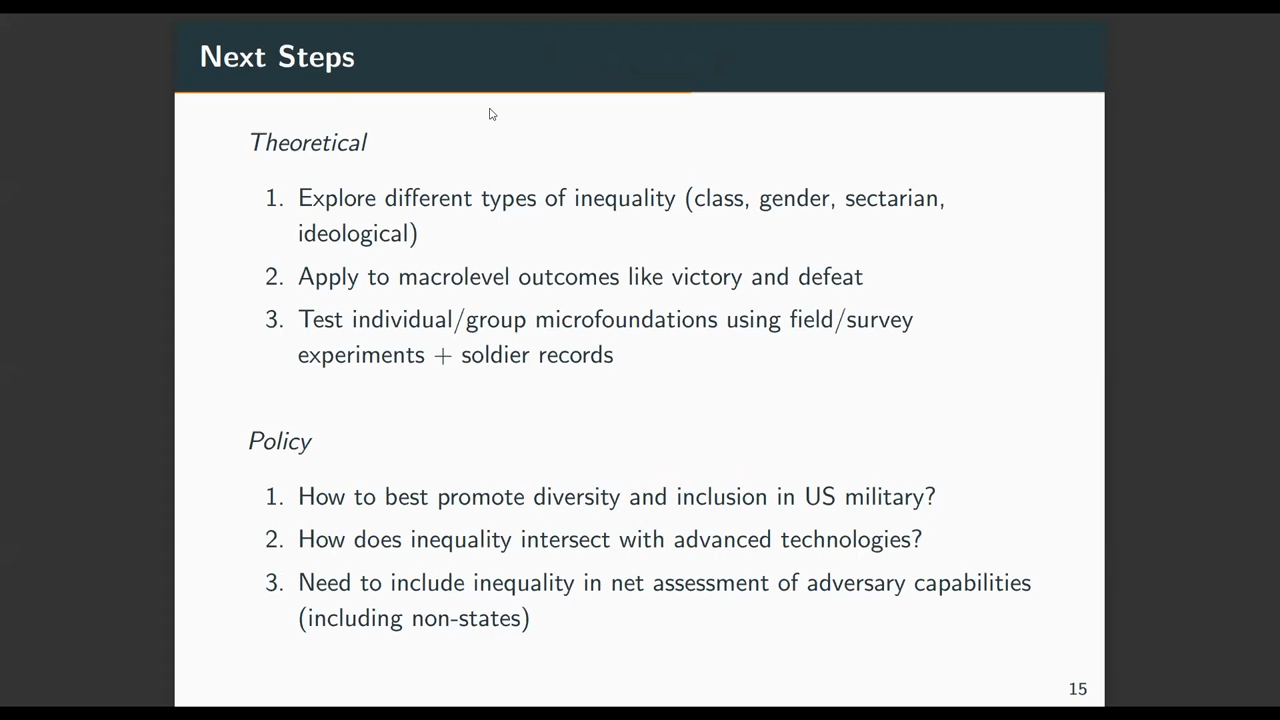 Next Steps
Theoretical
1. Explore different types of inequality (class, gender, sectarian,
ideological)
2. Apply to macrolevel outcomes like victory and defeat
3. Test individual/group microfoundations using field/survey
experiments + soldier records
Policy
1. How to best promote diversity and inclusion in US military?
2. How does inequality intersect with advanced technologies?
3. Need to include inequality in net assessment of adversary capabilities
(including non-states)
15